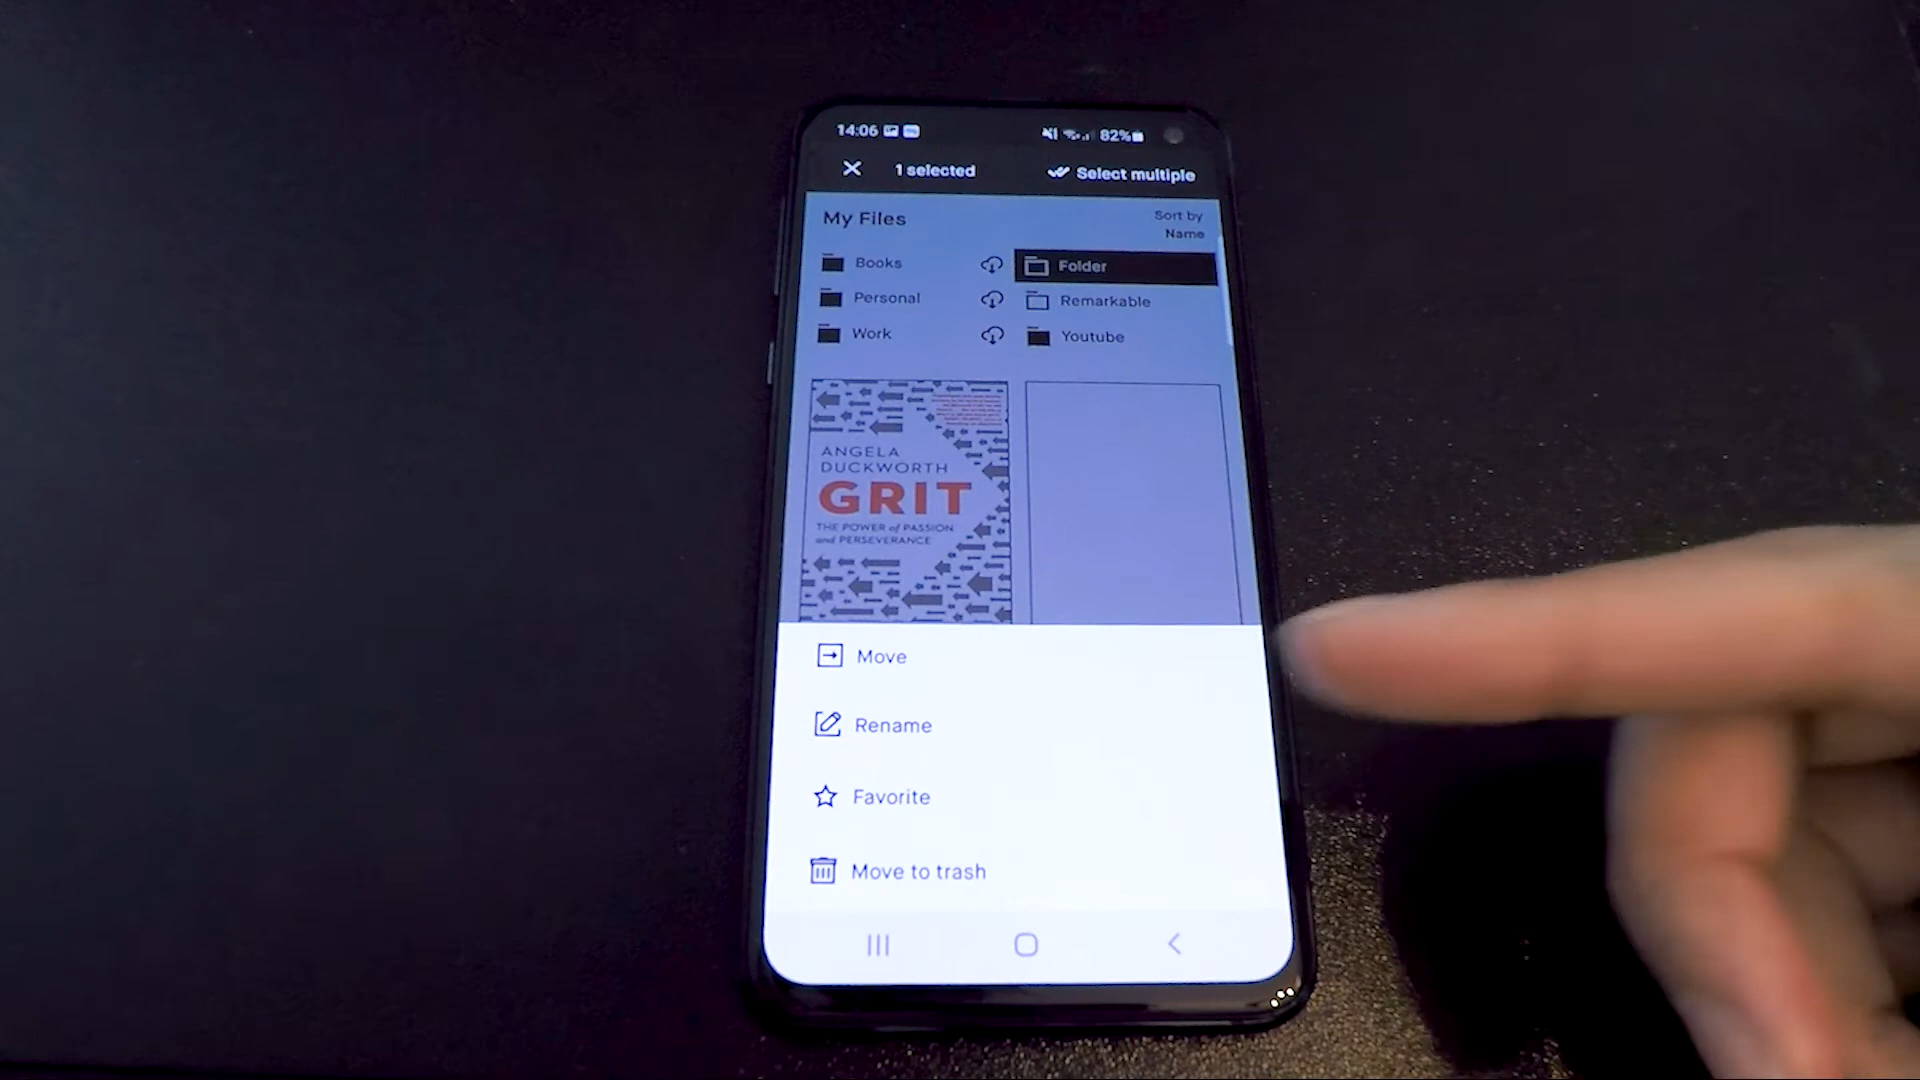 14:06 82%
1 selected Select multiple
My Files Sort by
Name
Books Folder
Personal Remarkable
Work Youtube
ANGELA
DUCKWORTH
GRIT
THE POWER of PASSION
and PERSEVERANCE
Move
Rename
Favorite
Move to trash